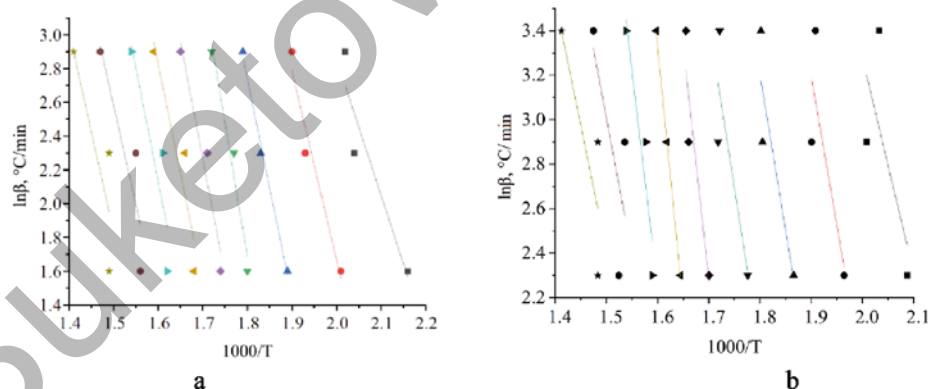 Buketov
lnβ, °C/min
3.0
2.8
2.6
2.4
2.2
2.0
1.8
1.6
1.4
1.4 1.5 1.6 1.7 1.8 1.9 2.0 2.1 2.2
1000/T
a
lnβ, °C/ min
3.4
3.2
3.0
2.8
2.6
2.4
2.2
1.4 1.5 1.6 1.7 1.8 1.9 2.0 2.1
1000/T
b